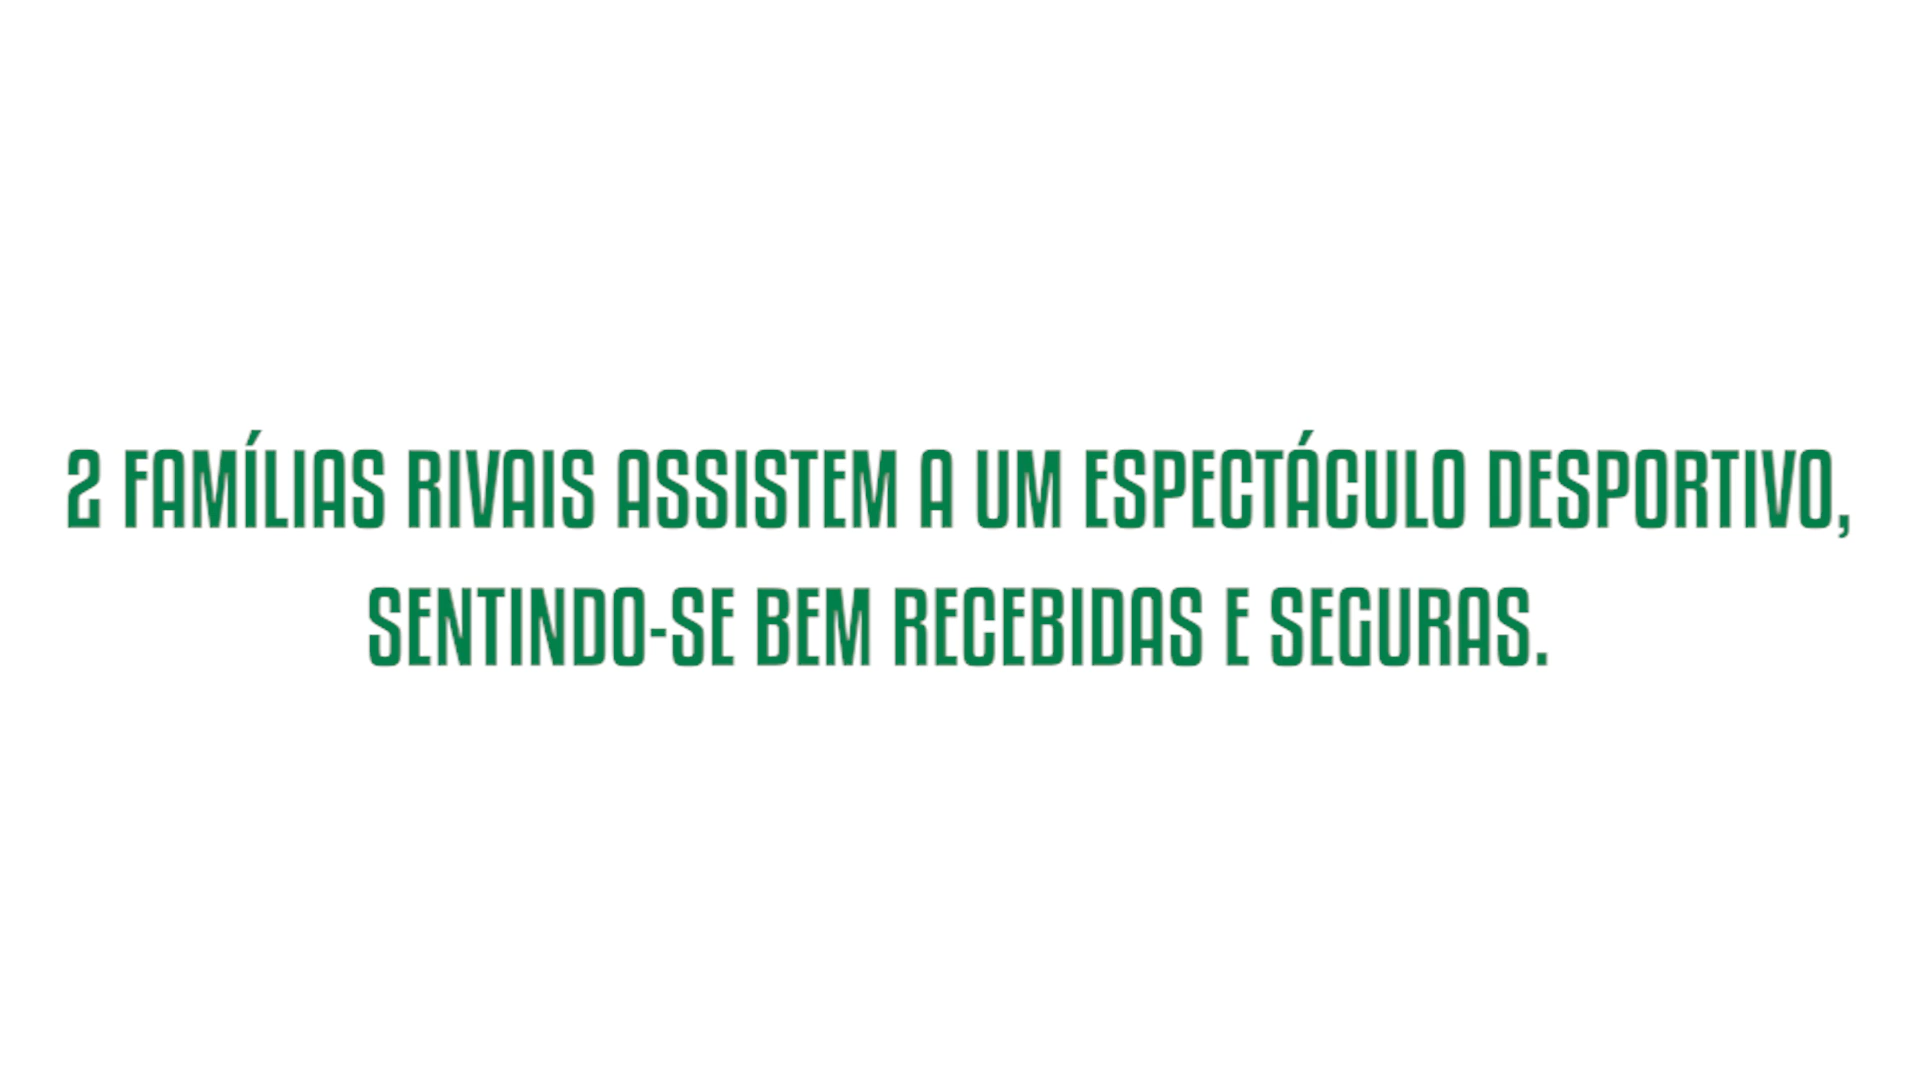 2 FAMÍLIAS RIVAIS ASSISTEM A UM ESPECTÁCULO DESPORTIVO,
SENTINDO-SE BEM RECEBIDAS E SEGURAS.